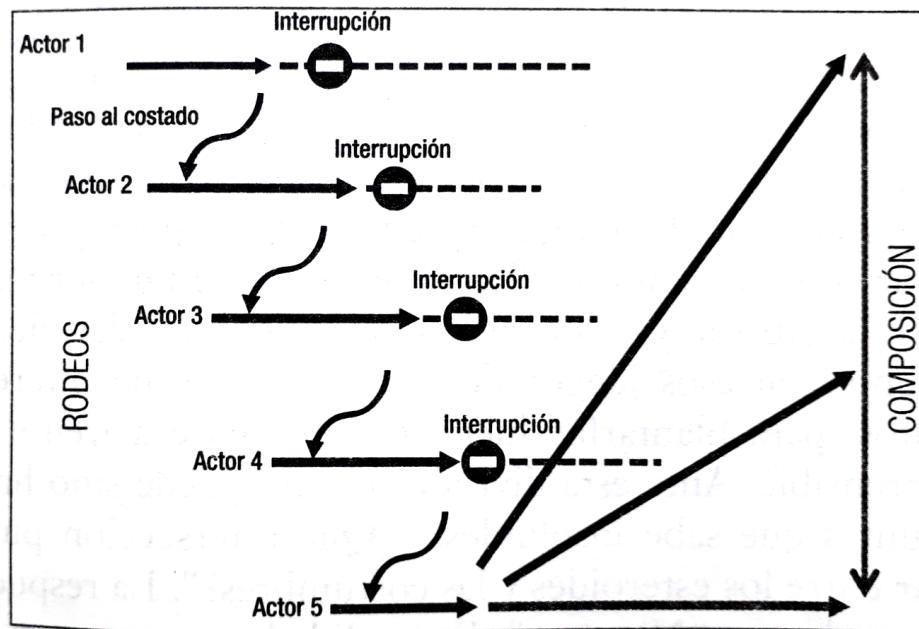 Interrupción
Actor 1
Paso al costado
Interrupción
Actor 2
Interrupción
Actor 3
RODEOS
COMPOSICIÓN
Interrupción
Actor 4
Actor 5